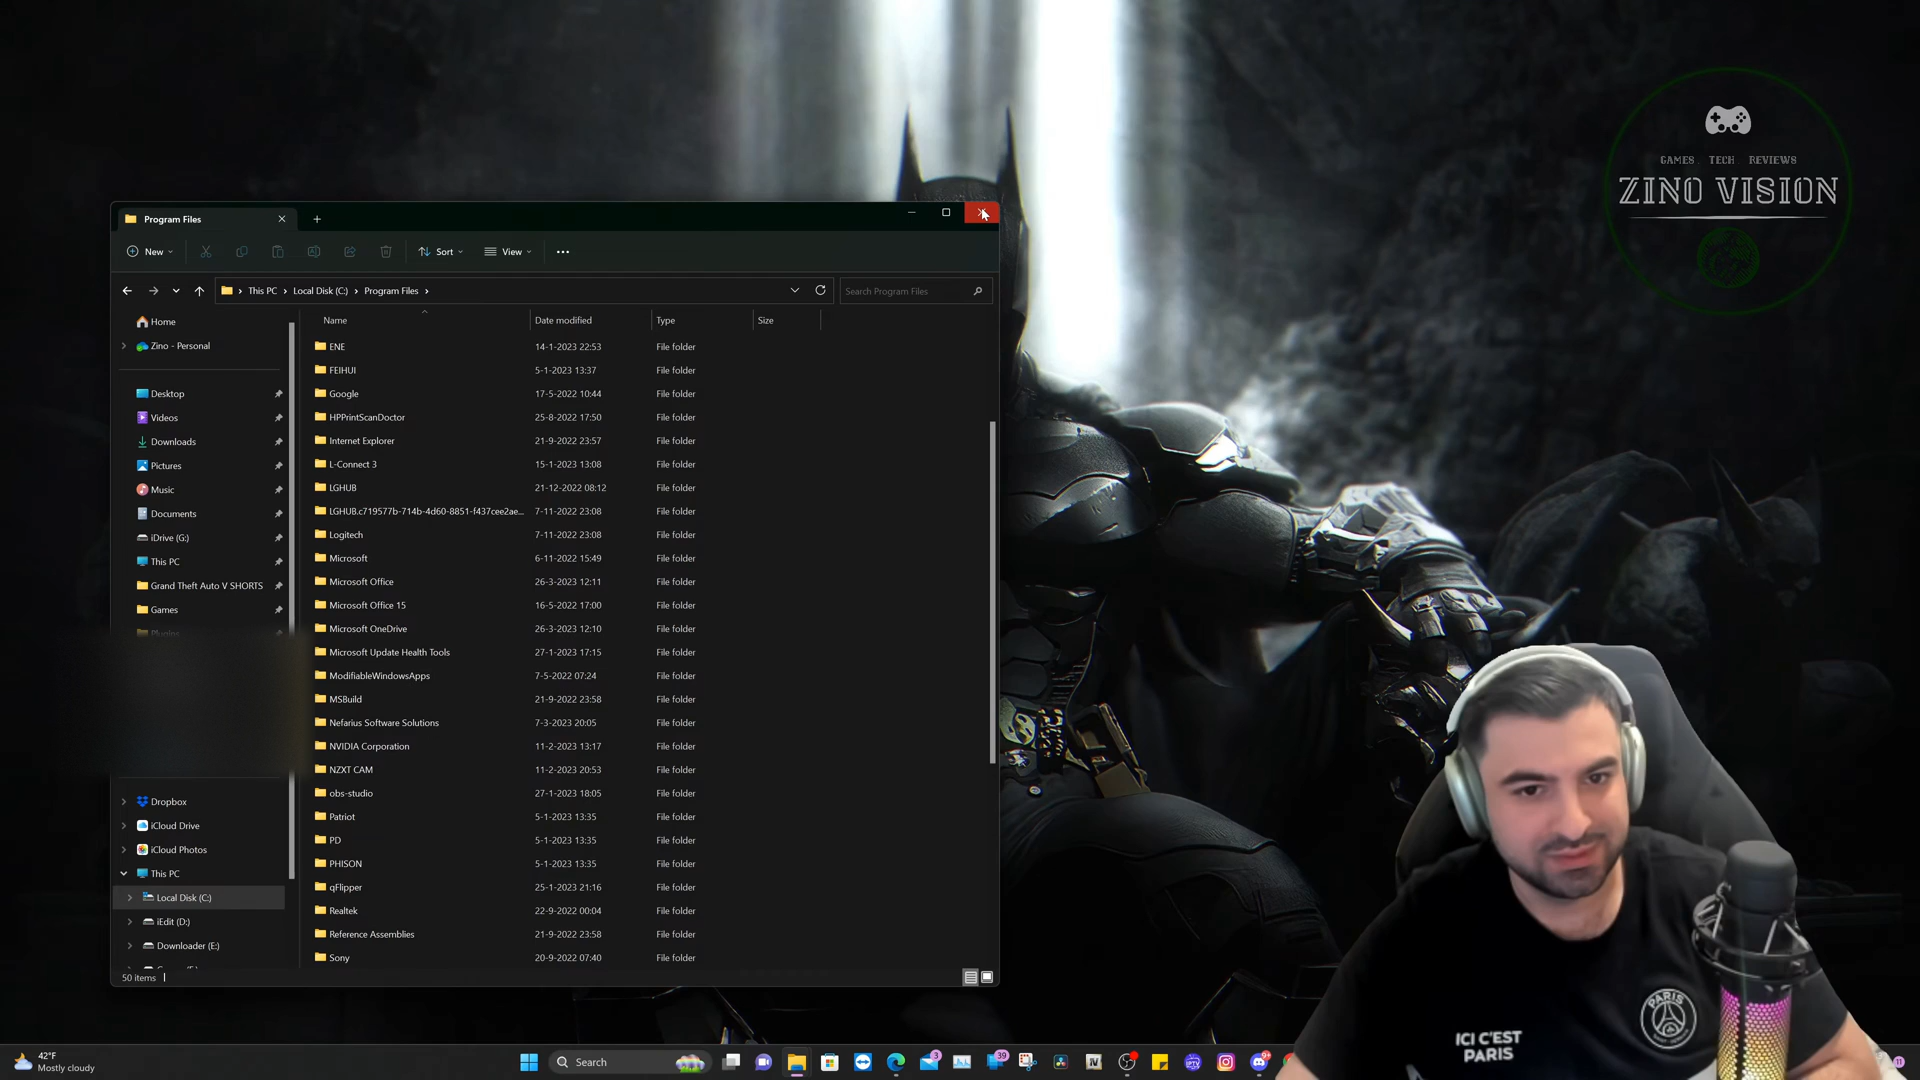 GAMES TECH REVIEWS
ZINO VISION
Program Files
New
Sort
View
This PC
Local Disk (C:)
Program Files
Search Program Files
Name
Date modified
Type
Size
Home
Zino - Personal
Desktop
Videos
Downloads
Pictures
Music
Documents
iDrive (G:)
This PC
Grand Theft Auto V SHORTS
Games
Plugins
Dropbox
iCloud Drive
iCloud Photos
This PC
Local Disk (C:)
iEdit (D:)
Downloader (E:)
ENE 14-1-2023 22:53 File folder
FEIHUI 5-1-2023 13:37 File folder
Google 17-5-2022 10:44 File folder
HPPrintScanDoctor 25-8-2022 17:50 File folder
Internet Explorer 21-9-2022 23:57 File folder
L-Connect 3 15-1-2023 13:08 File folder
LGHUB 21-12-2022 08:12 File folder
LGHUB.c719577b-714b-4d60-8851-f437cee2ae... 7-11-2022 23:08 File folder
Logitech 7-11-2022 23:08 File folder
Microsoft 6-11-2022 15:49 File folder
Microsoft Office 26-3-2023 12:11 File folder
Microsoft Office 15 16-5-2022 17:00 File folder
Microsoft OneDrive 26-3-2023 12:10 File folder
Microsoft Update Health Tools 27-1-2023 17:15 File folder
ModifiableWindowsApps 7-5-2022 07:24 File folder
MSBuild 21-9-2022 23:58 File folder
Nefarius Software Solutions 7-3-2023 20:05 File folder
NVIDIA Corporation 11-2-2023 13:17 File folder
NZXT CAM 11-2-2023 20:53 File folder
obs-studio 27-1-2023 18:05 File folder
Patriot 5-1-2023 13:35 File folder
PD 5-1-2023 13:35 File folder
PHISON 5-1-2023 13:35 File folder
qFlipper 25-1-2023 21:16 File folder
Realtek 22-9-2022 00:04 File folder
Reference Assemblies 21-9-2022 23:58 File folder
Sony 20-9-2022 07:40 File folder
50 items
ICI C'EST
PARIS
PARIS
42°F
Mostly cloudy
Search
3
39
IV
IPTV
9+
11